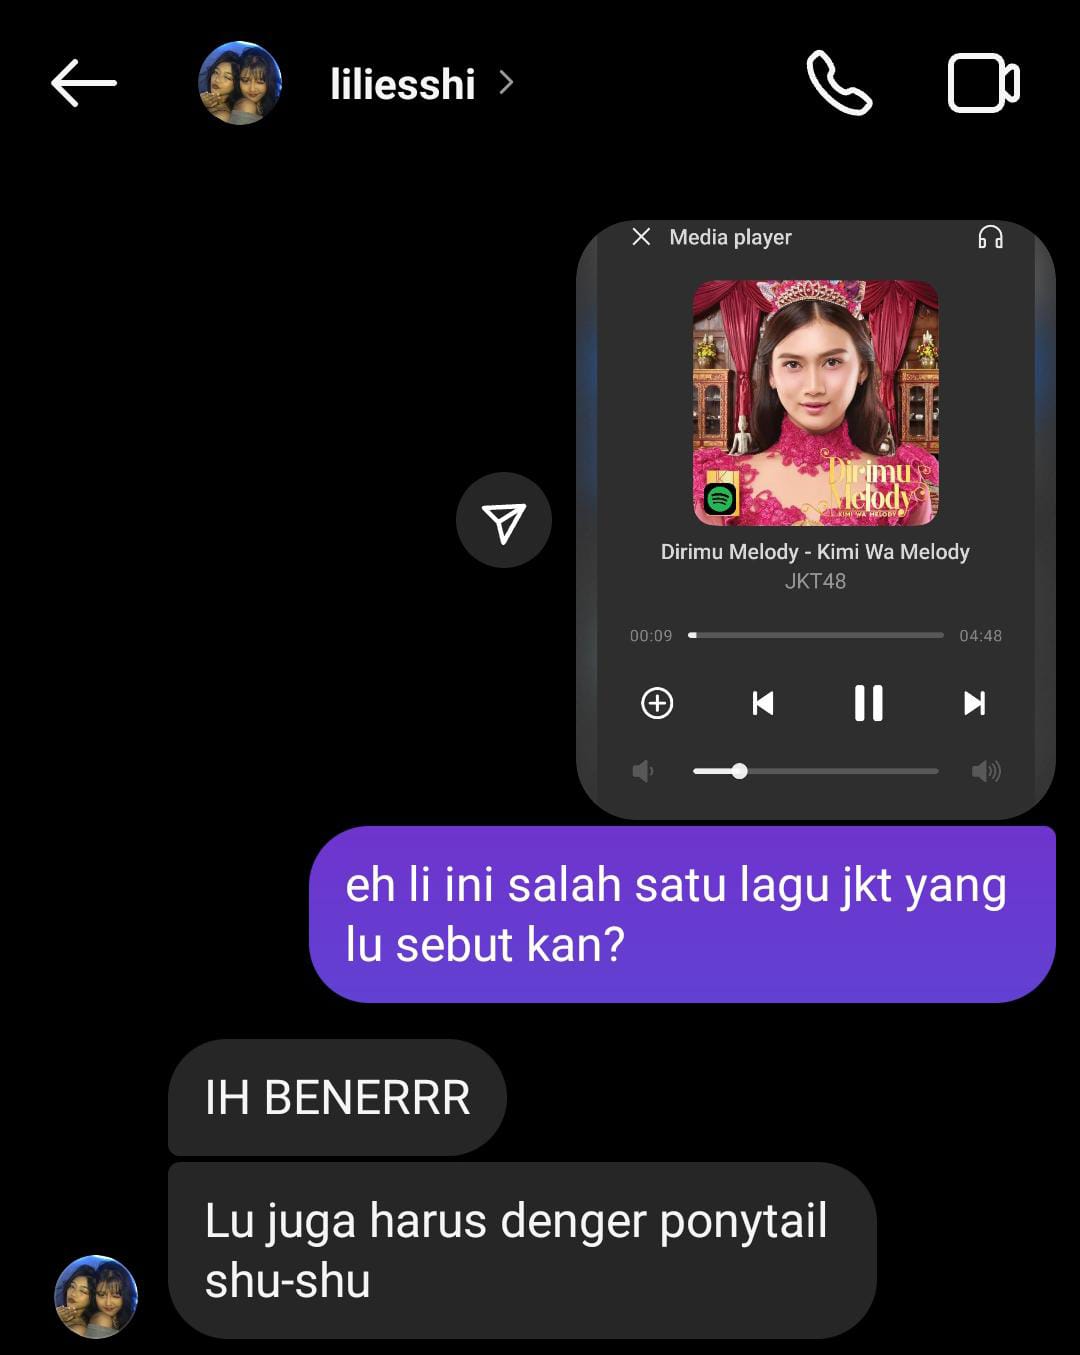 liliesshi
Media player
Dirimu
Melody
KIMI WA MELODY
Dirimu Melody - Kimi Wa Melody
JKT48
00:09
04:48
eh li ini salah satu lagu jkt yang
lu sebut kan?
IH BENERRR
Lu juga harus denger ponytail
shu-shu